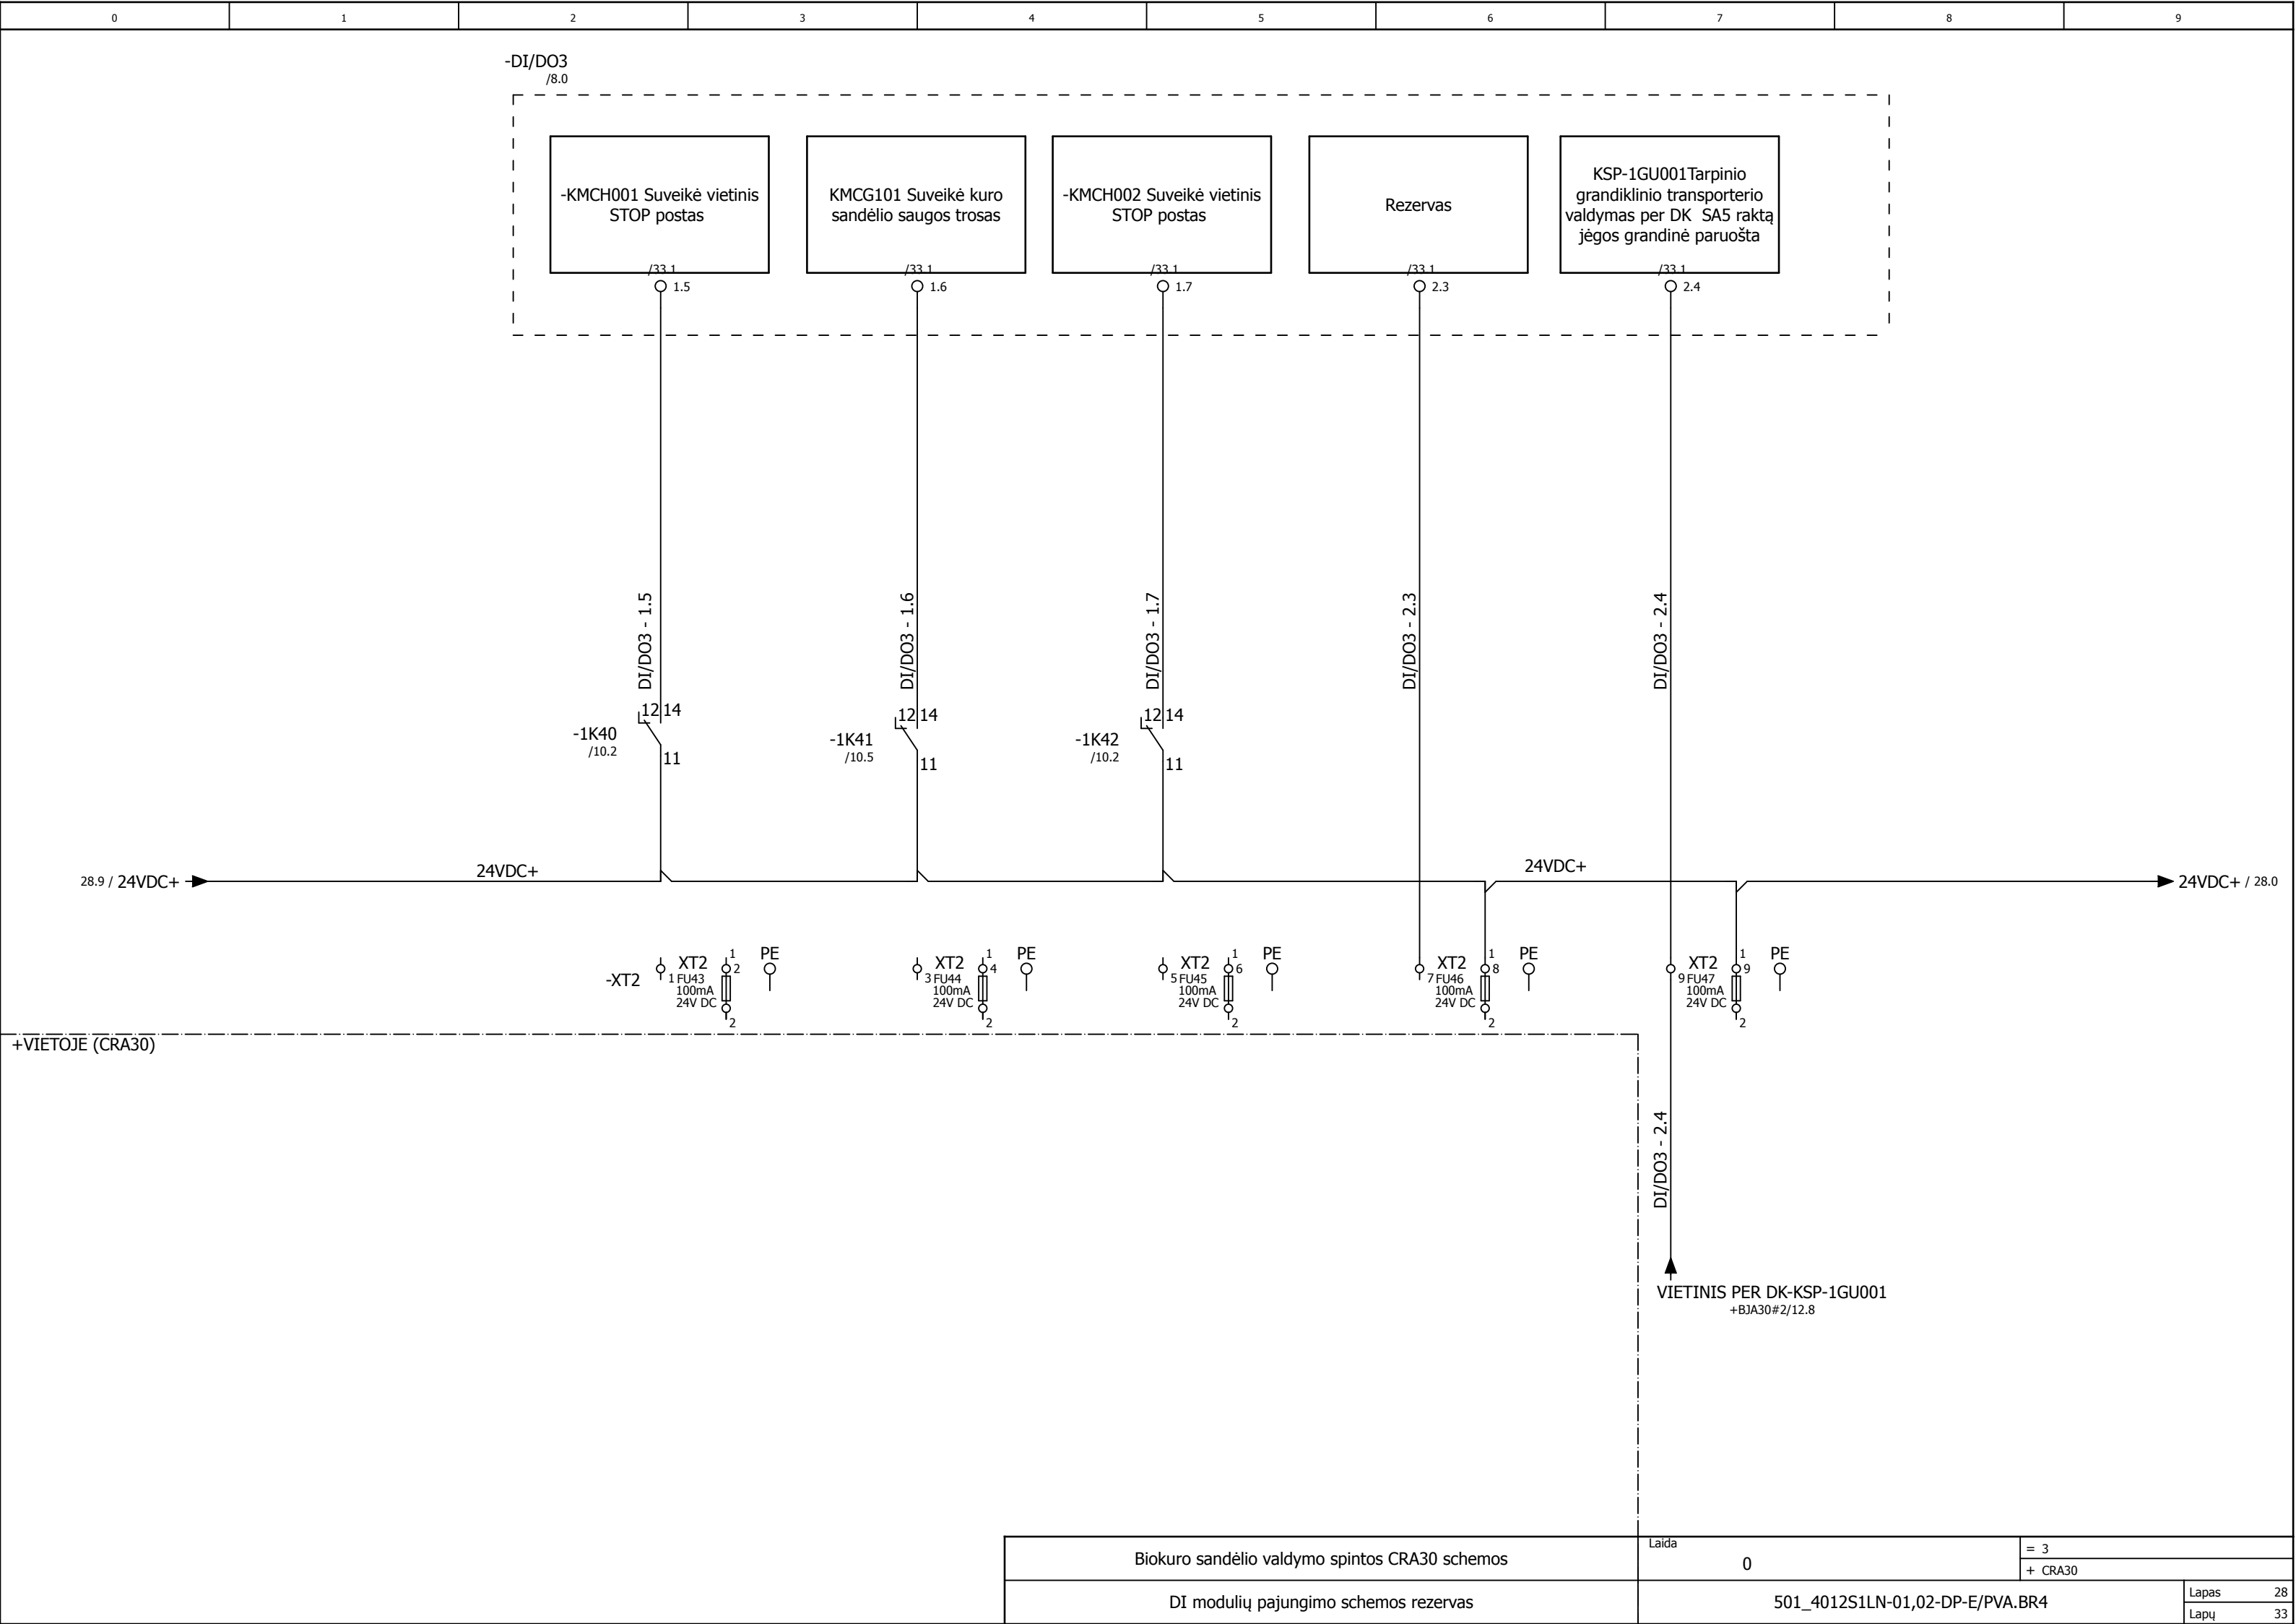 0 1 2 3 4 5 6 7 8 9
-DI/DO3
/8.0
-KMCH001 Suveikė vietinis
STOP postas
/33.1
1.5
KMCG101 Suveikė kuro
sandėlio saugos trosas
/33.1
1.6
-KMCH002 Suveikė vietinis
STOP postas
/33.1
1.7
Rezervas
/33.1
2.3
KSP-1GU001Tarpinio
grandiklinio transporterio
valdymas per DK SA5 raktą
jėgos grandinė paruošta
/33.1
2.4
DI/DO3 - 1.5
DI/DO3 - 1.6
DI/DO3 - 1.7
DI/DO3 - 2.3
DI/DO3 - 2.4
12 14
-1K40
/10.2
11
12 14
-1K41
/10.5
11
12 14
-1K42
/10.2
11
28.9 / 24VDC+
24VDC+
24VDC+
24VDC+ / 28.0
-XT2
1
XT2
FU43
100mA
24V DC
1
2
2
PE
3
XT2
FU44
100mA
24V DC
1
4
2
PE
5
XT2
FU45
100mA
24V DC
1
6
2
PE
7
XT2
FU46
100mA
24V DC
1
8
2
PE
9
XT2
FU47
100mA
24V DC
1
9
2
PE
+VIETOJE (CRA30)
DI/DO3 - 2.4
VIETINIS PER DK-KSP-1GU001
+BJA30#2/12.8
Biokuro sandėlio valdymo spintos CRA30 schemos
Laida
0
= 3
+ CRA30
DI modulių pajungimo schemos rezervas
501_4012S1LN-01,02-DP-E/PVA.BR4
Lapas 28
Lapų 33